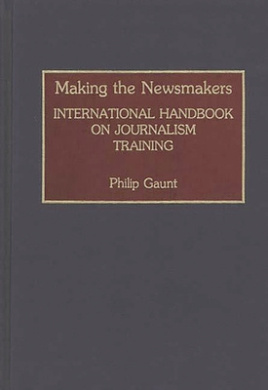 Making the Newsmakers
INTERNATIONAL HANDBOOK
ON JOURNALISM
TRAINING
Philip Gaunt